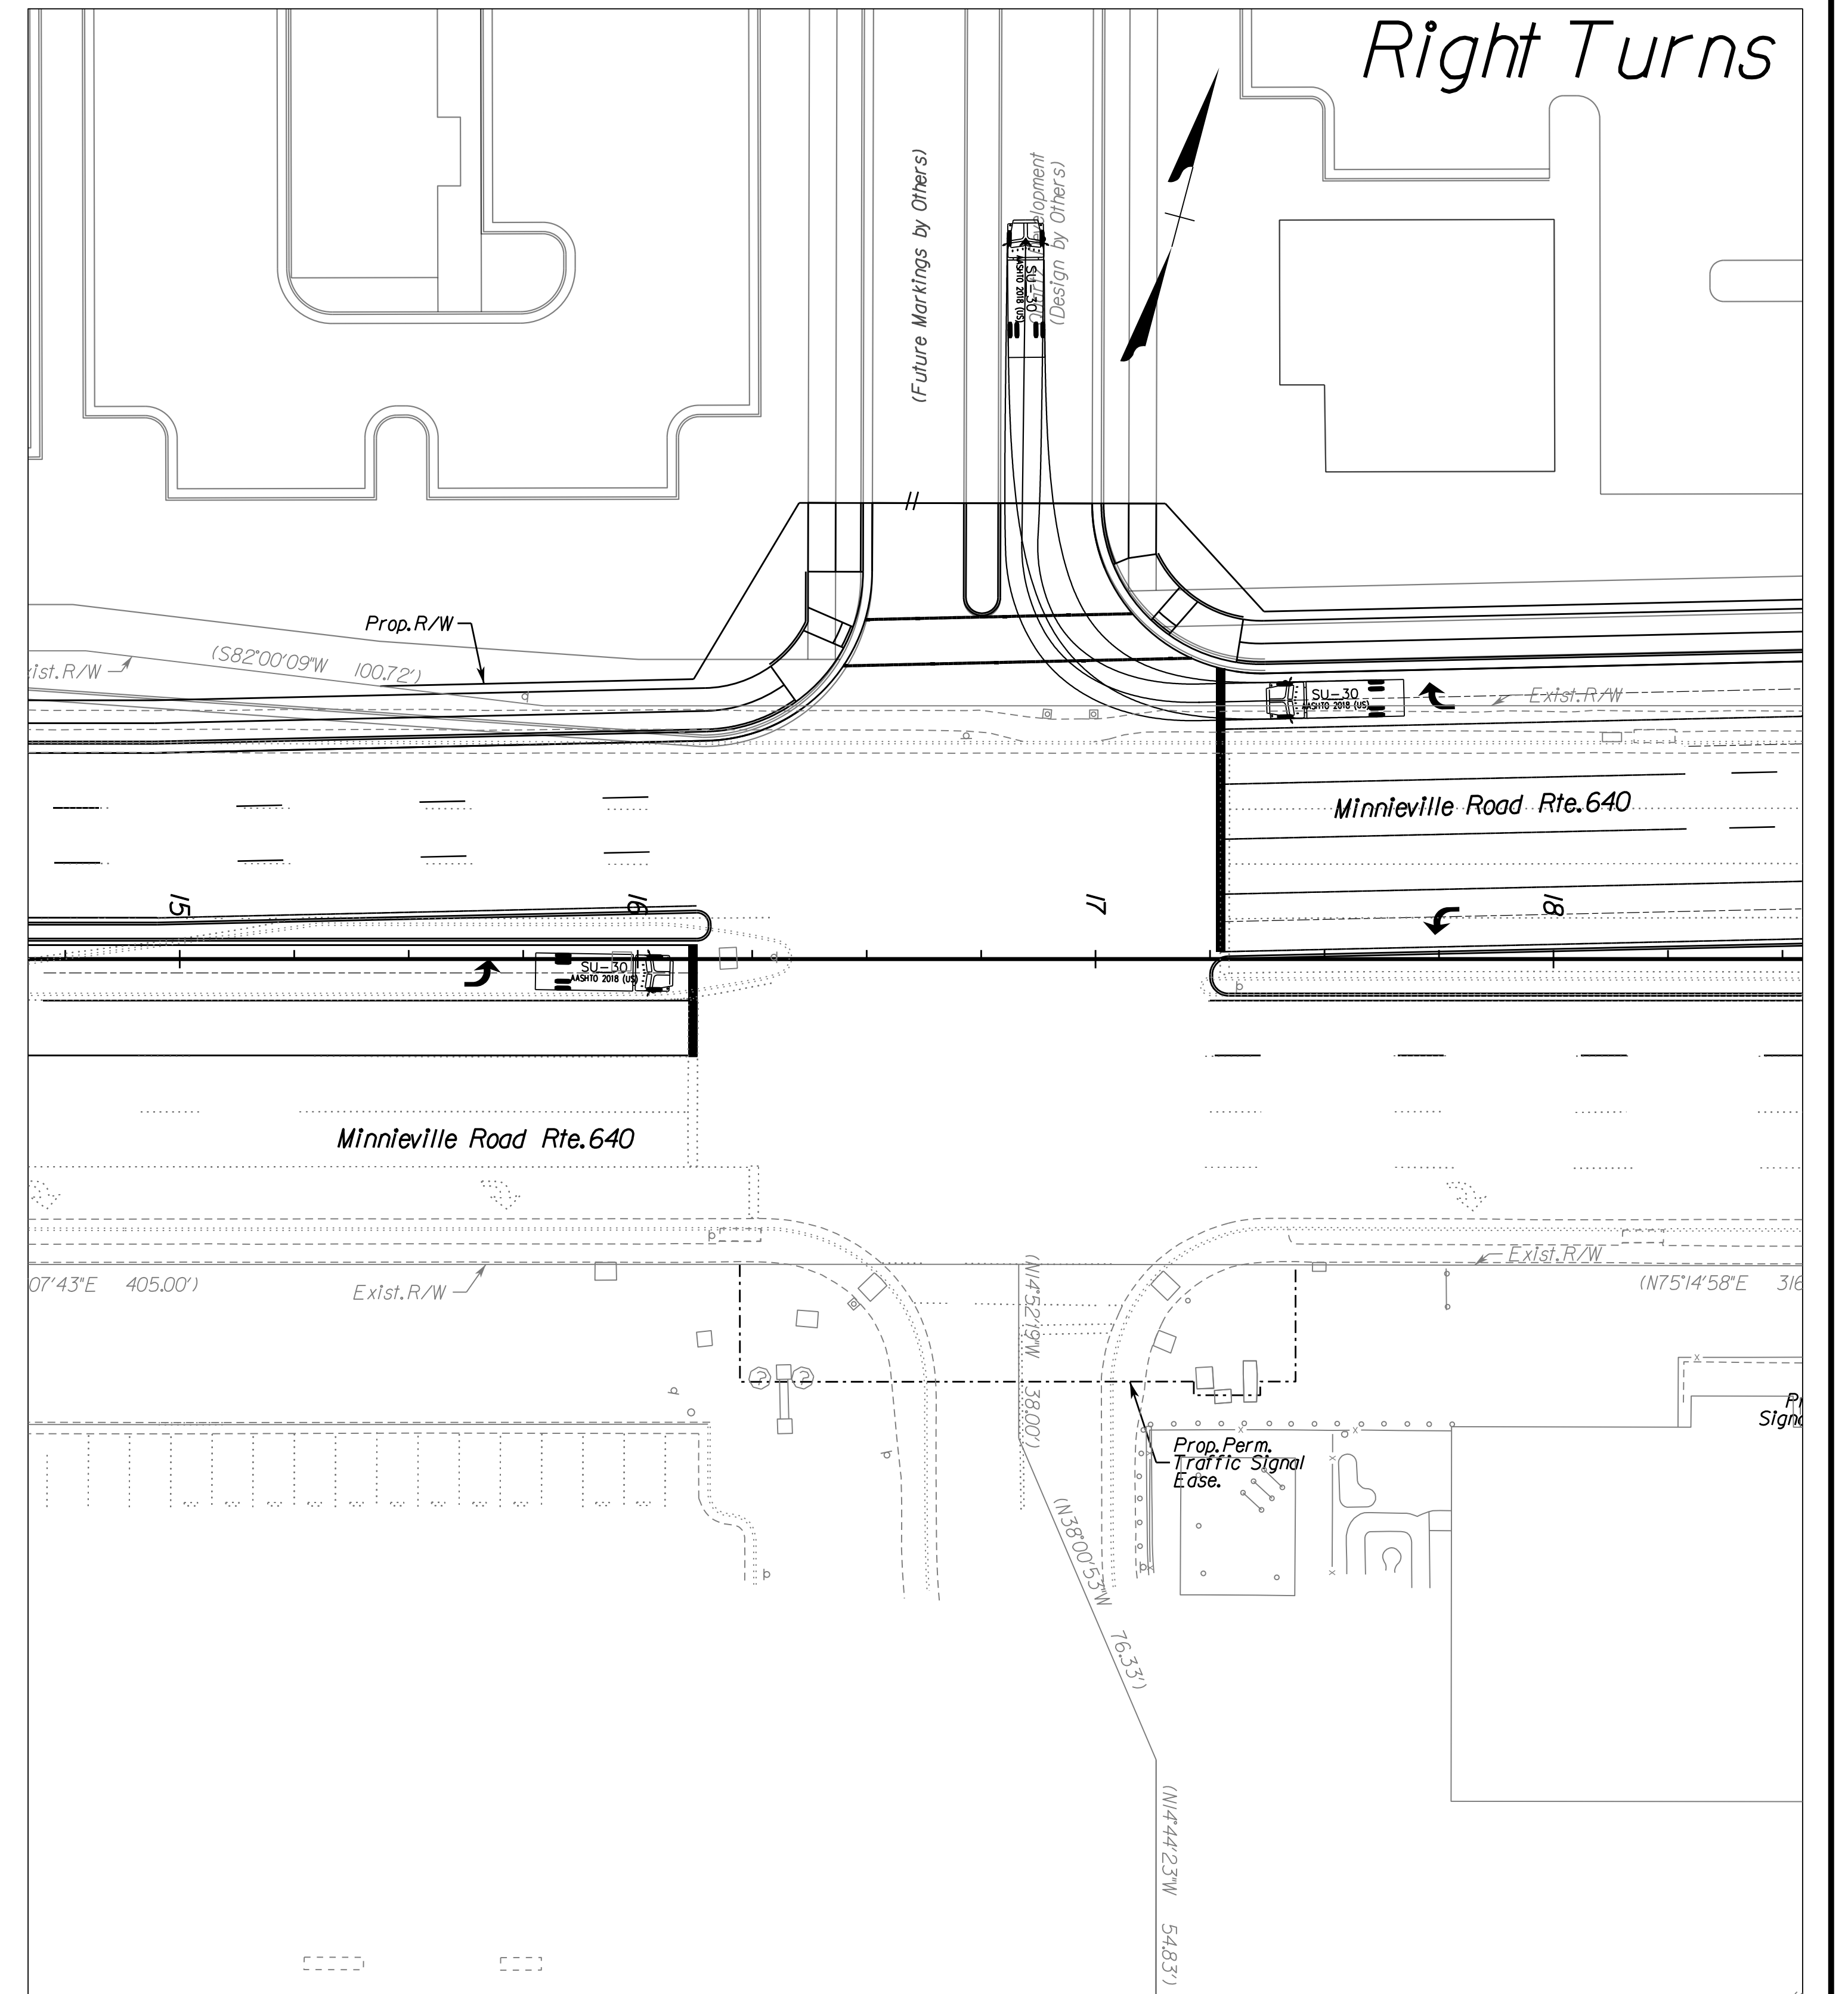 Right Turns
(Future Markings by Others)
(Design by Others)
SU-30
AASHTO 2018 (US)
Prop. R/W
(S82°00'09"W 100.72')
Exist. R/W
SU-30
AASHTO 2018 (US)
Exist. R/W
Minnieville Road Rte. 640
15
16
17
18
SU-30
AASHTO 2018 (US)
Minnieville Road Rte. 640
07'43"E 405.00')
Exist. R/W
(N14°52'19"W 38.00')
Exist. R/W
(N75°14'58"E 316
Prop. Perm.
Traffic Signal
Ease.
(N38°00'53"W 76.33')
(N14°44'23"W 54.83')